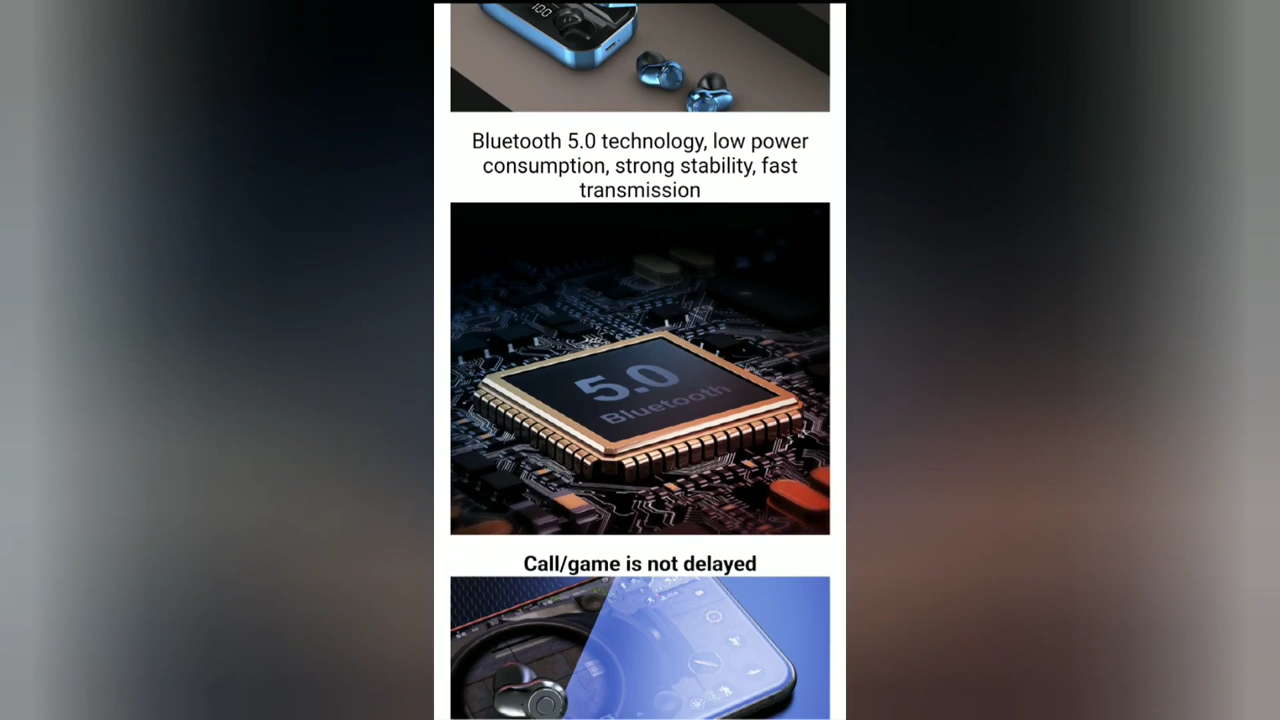 100
Bluetooth 5.0 technology, low power
consumption, strong stability, fast
transmission
5.0
Bluetooth
Call/game is not delayed